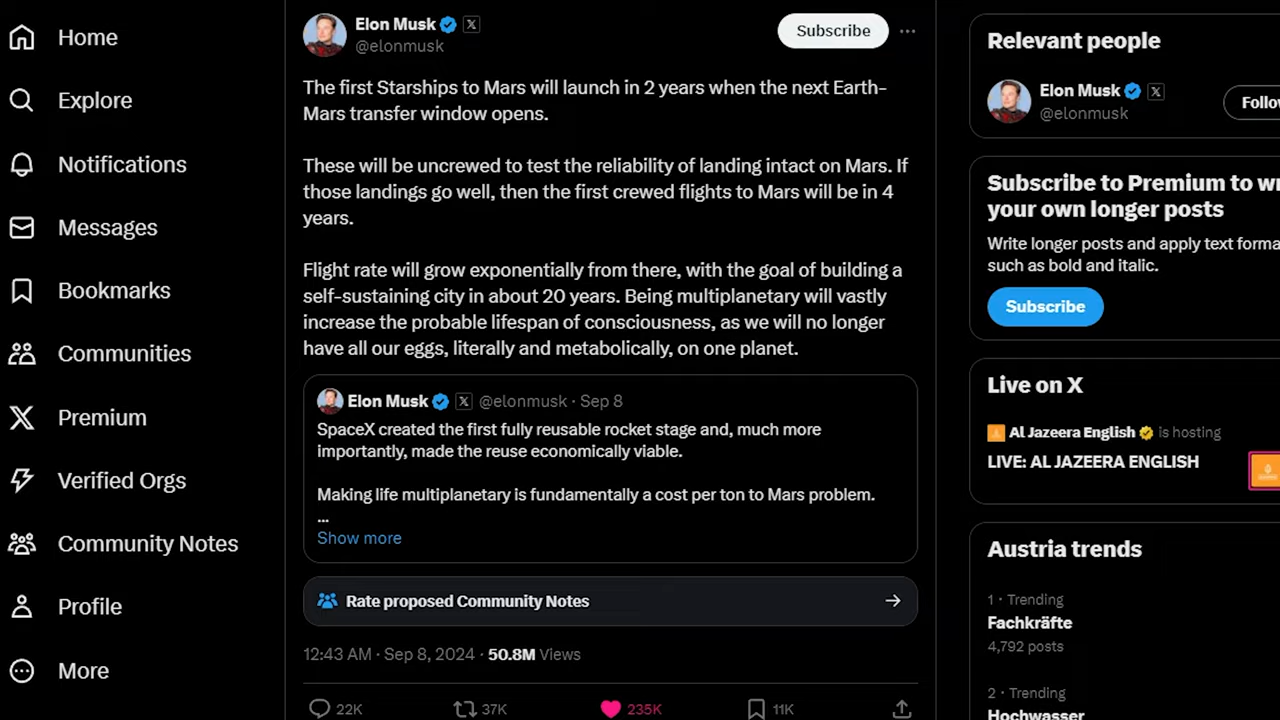 Home
Explore
Notifications
Messages
Bookmarks
Communities
Premium
Verified Orgs
Community Notes
Profile
More
Elon Musk
@elonmusk
Subscribe
The first Starships to Mars will launch in 2 years when the next Earth-
Mars transfer window opens.
These will be uncrewed to test the reliability of landing intact on Mars. If
those landings go well, then the first crewed flights to Mars will be in 4
years.
Flight rate will grow exponentially from there, with the goal of building a
self-sustaining city in about 20 years. Being multiplanetary will vastly
increase the probable lifespan of consciousness, as we will no longer
have all our eggs, literally and metabolically, on one planet.
Elon Musk @elonmusk · Sep 8
SpaceX created the first fully reusable rocket stage and, much more
importantly, made the reuse economically viable.
Making life multiplanetary is fundamentally a cost per ton to Mars problem.
...
Show more
Rate proposed Community Notes
12:43 AM · Sep 8, 2024 · 50.8M Views
22K 37K 235K 11K
Relevant people
Elon Musk
@elonmusk
Follo
Subscribe to Premium to wr
your own longer posts
Write longer posts and apply text forma
such as bold and italic.
Subscribe
Live on X
Al Jazeera English is hosting
LIVE: AL JAZEERA ENGLISH
Austria trends
1 · Trending
Fachkräfte
4,792 posts
2 · Trending
Hochwasser